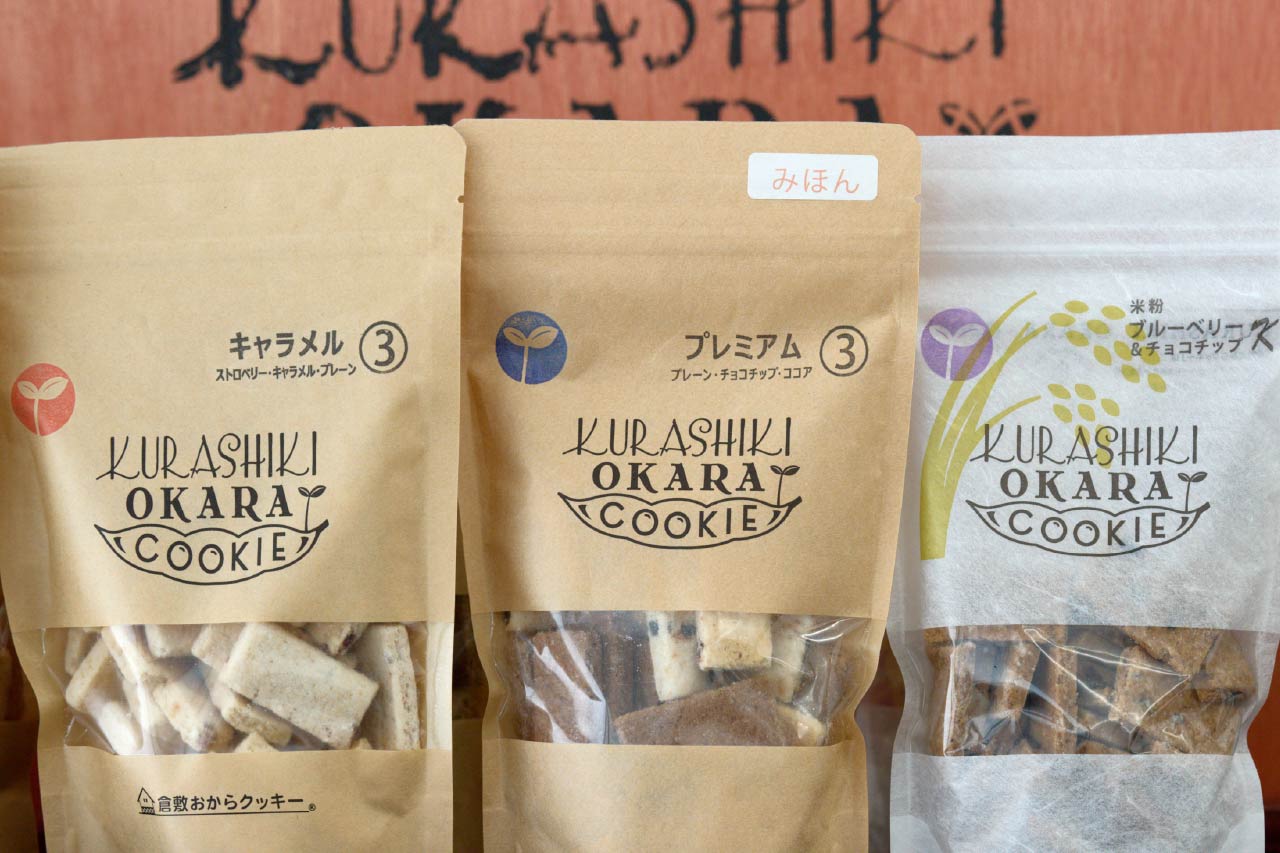 KURASHIKI
OKARA
キャラメル ③
ストロベリー・キャラメル・プレーン
KURASHIKI
OKARA
COOKIE
倉敷おからクッキー®
みほん
プレミアム ③
プレーン・チョコチップ・ココア
KURASHIKI
OKARA
COOKIE
米粉
ブルーベリー
&チョコチップ K
KURASHIKI
OKARA
COOKIE